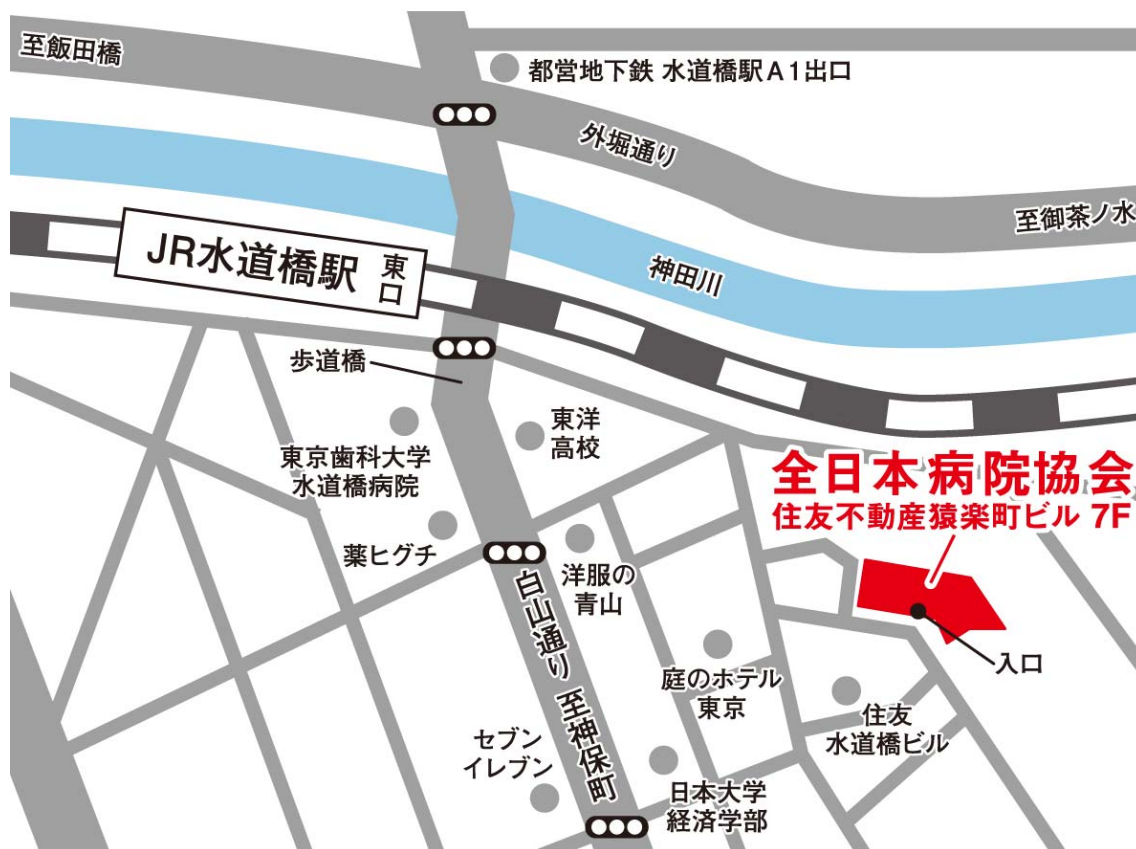 至飯田橋
都営地下鉄 水道橋駅A1出口
外堀通り
至御茶ノ水
JR水道橋駅
東口
神田川
歩道橋
東洋
高校
東京歯科大学
水道橋病院
全日本病院協会
住友不動産猿楽町ビル 7F
薬ヒグチ
洋服の
青山
白山通り 至神保町
入口
庭のホテル
東京
住友
水道橋ビル
セブン
イレブン
日本大学
経済学部